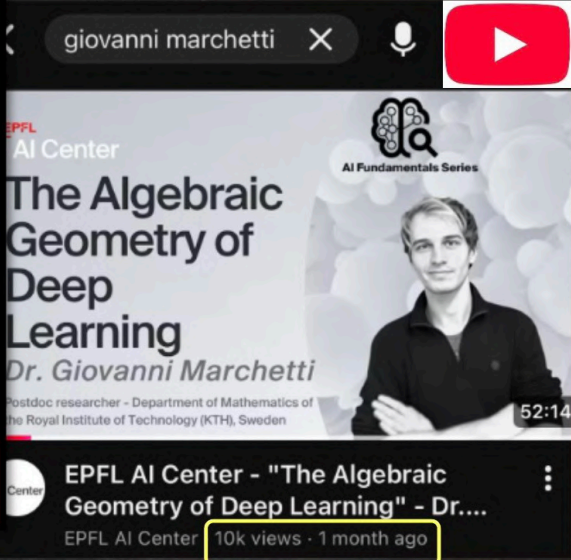 giovanni marchetti
EPFL
AI Center
AI Fundamentals Series
The Algebraic
Geometry of
Deep
Learning
Dr. Giovanni Marchetti
Postdoc researcher - Department of Mathematics of
the Royal Institute of Technology (KTH), Sweden
52:14
Center
EPFL AI Center - "The Algebraic
Geometry of Deep Learning" - Dr....
EPFL AI Center 10k views · 1 month ago